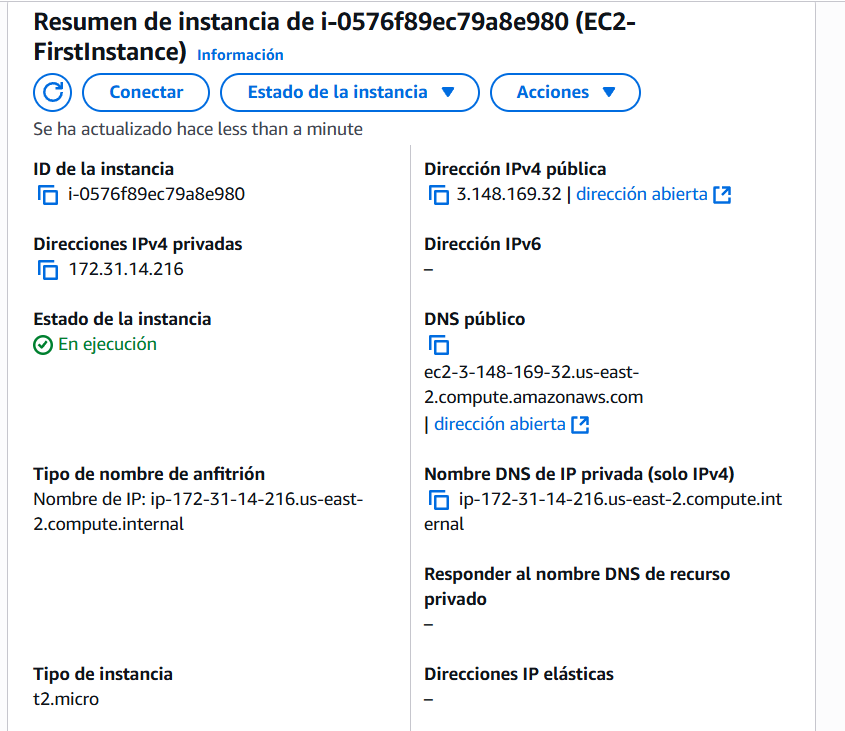 Resumen de instancia de i-0576f89ec79a8e980 (EC2-
FirstInstance) Información
Conectar
Estado de la instancia
Acciones
Se ha actualizado hace less than a minute
ID de la instancia
i-0576f89ec79a8e980
Dirección IPv4 pública
3.148.169.32 | dirección abierta
Direcciones IPv4 privadas
172.31.14.216
Dirección IPv6
–
Estado de la instancia
En ejecución
DNS público
ec2-3-148-169-32.us-east-
2.compute.amazonaws.com
| dirección abierta
Tipo de nombre de anfitrión
Nombre de IP: ip-172-31-14-216.us-east-
2.compute.internal
Nombre DNS de IP privada (solo IPv4)
ip-172-31-14-216.us-east-2.compute.int
ernal
Responder al nombre DNS de recurso
privado
–
Tipo de instancia
t2.micro
Direcciones IP elásticas
–